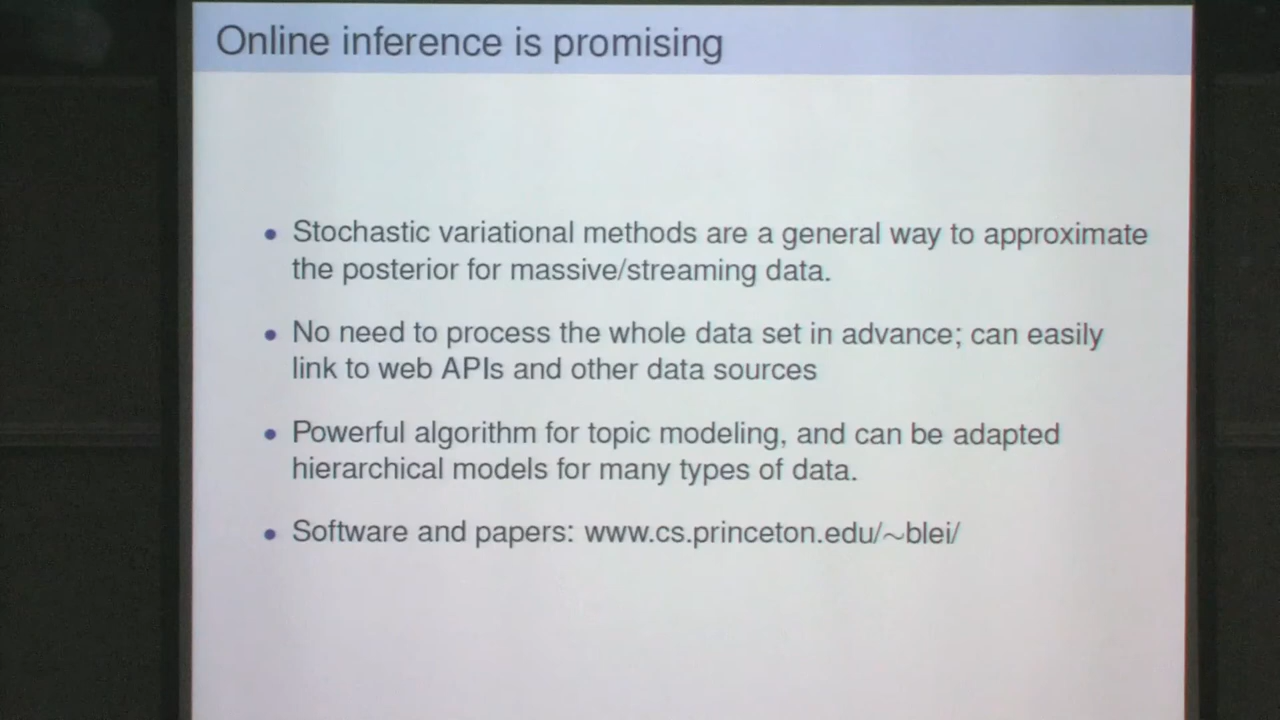 Online inference is promising
• Stochastic variational methods are a general way to approximate
the posterior for massive/streaming data.
• No need to process the whole data set in advance; can easily
link to web APIs and other data sources
• Powerful algorithm for topic modeling, and can be adapted
hierarchical models for many types of data.
• Software and papers: www.cs.princeton.edu/~blei/